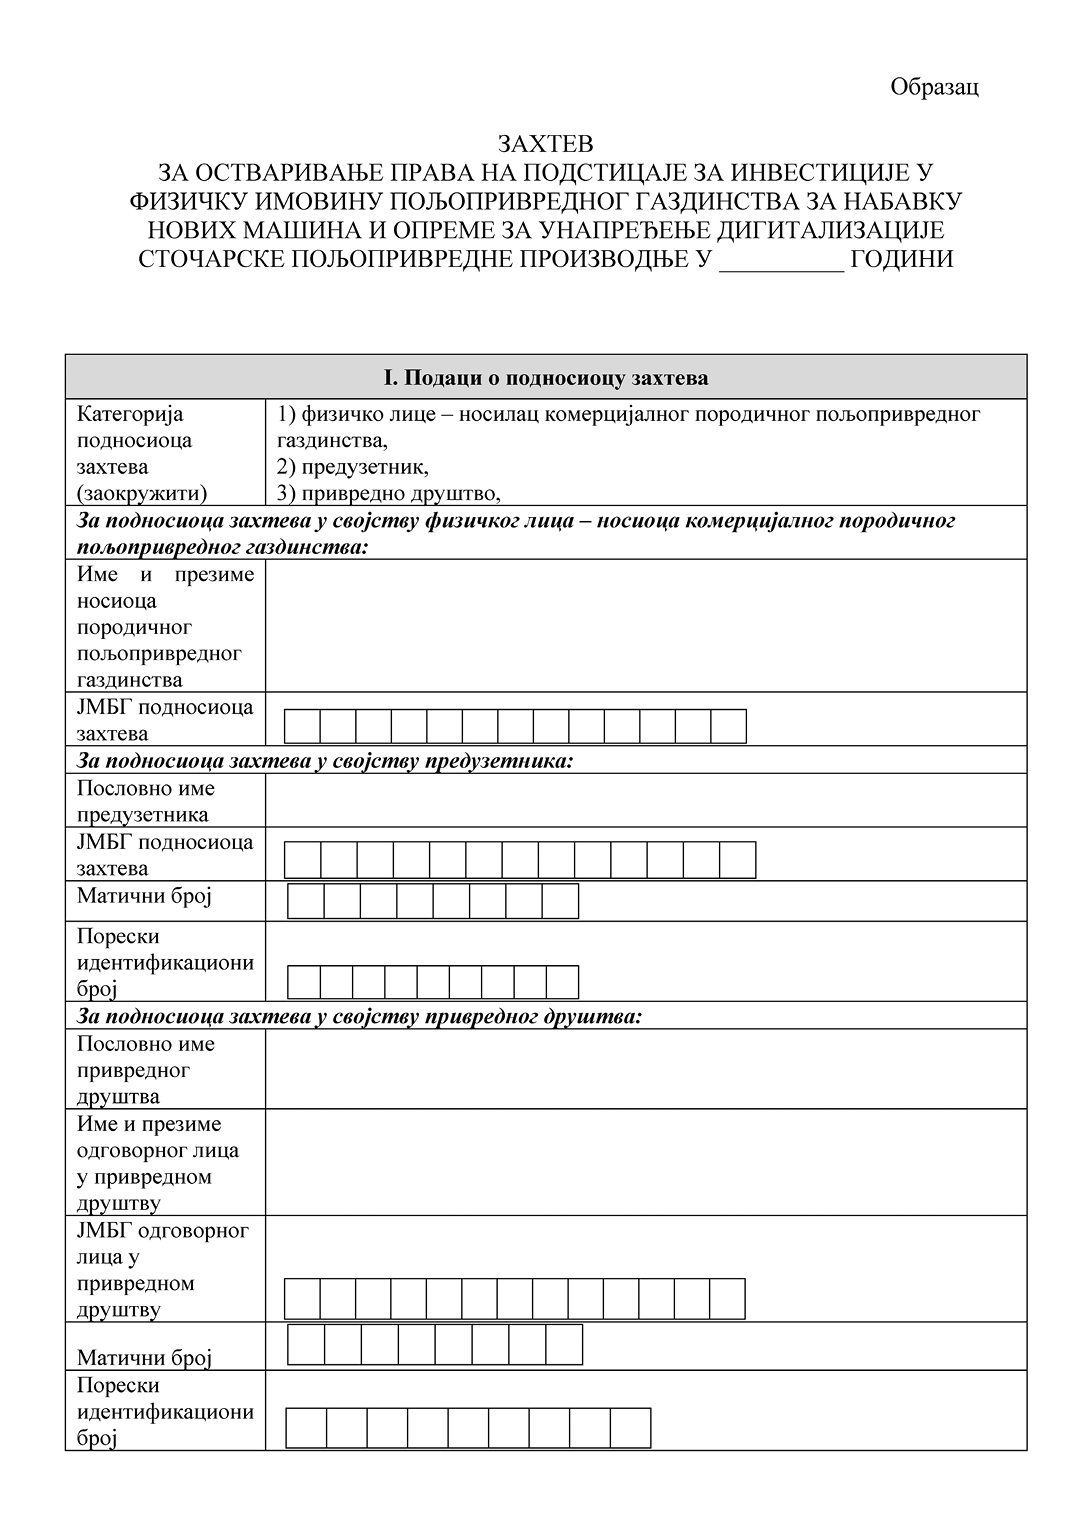 Образац
ЗАХТЕВ
ЗА ОСТВАРИВАЊЕ ПРАВА НА ПОДСТИЦАЈЕ ЗА ИНВЕСТИЦИЈЕ У
ФИЗИЧКУ ИМОВИНУ ПОЉОПРИВРЕДНОГ ГАЗДИНСТВА ЗА НАБАВКУ
НОВИХ МАШИНА И ОПРЕМЕ ЗА УНАПРЕЂЕЊЕ ДИГИТАЛИЗАЦИЈЕ
СТОЧАРСКЕ ПОЉОПРИВРЕДНЕ ПРОИЗВОДЊЕ У __________ ГОДИНИ
I. Подаци о подносиоцу захтева
Категорија
подносиоца
захтева
(заокружити)
1) физичко лице – носилац комерцијалног породичног пољопривредног
газдинства,
2) предузетник,
3) привредно друштво,
За подносиоца захтева у својству физичког лица – носиоца комерцијалног породичног
пољопривредног газдинства:
Име и презиме
носиоца
породичног
пољопривредног
газдинства
ЈМБГ подносиоца
захтева
За подносиоца захтева у својству предузетника:
Пословно име
предузетника
ЈМБГ подносиоца
захтева
Матични број
Порески
идентификациони
број
За подносиоца захтева у својству привредног друштва:
Пословно име
привредног
друштва
Име и презиме
одговорног лица
у привредном
друштву
ЈМБГ одговорног
лица у
привредном
друштву
Матични број
Порески
идентификациони
број